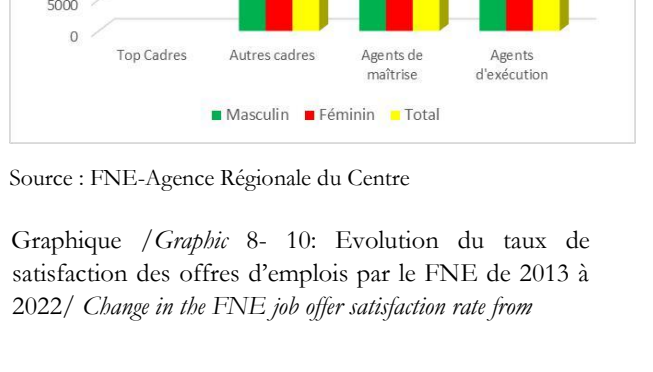 5000
0
Top Cadres Autres cadres Agents de maîtrise Agents d'exécution
Masculin Féminin Total
Source : FNE-Agence Régionale du Centre
Graphique /Graphic 8- 10: Evolution du taux de
satisfaction des offres d’emplois par le FNE de 2013 à
2022/ Change in the FNE job offer satisfaction rate from